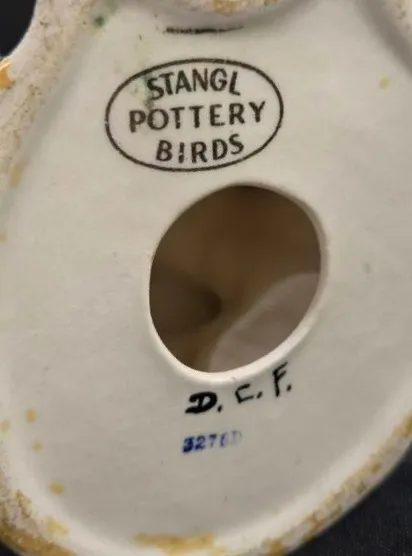 STANGL
POTTERY
BIRDS
D. C. F.
3276D